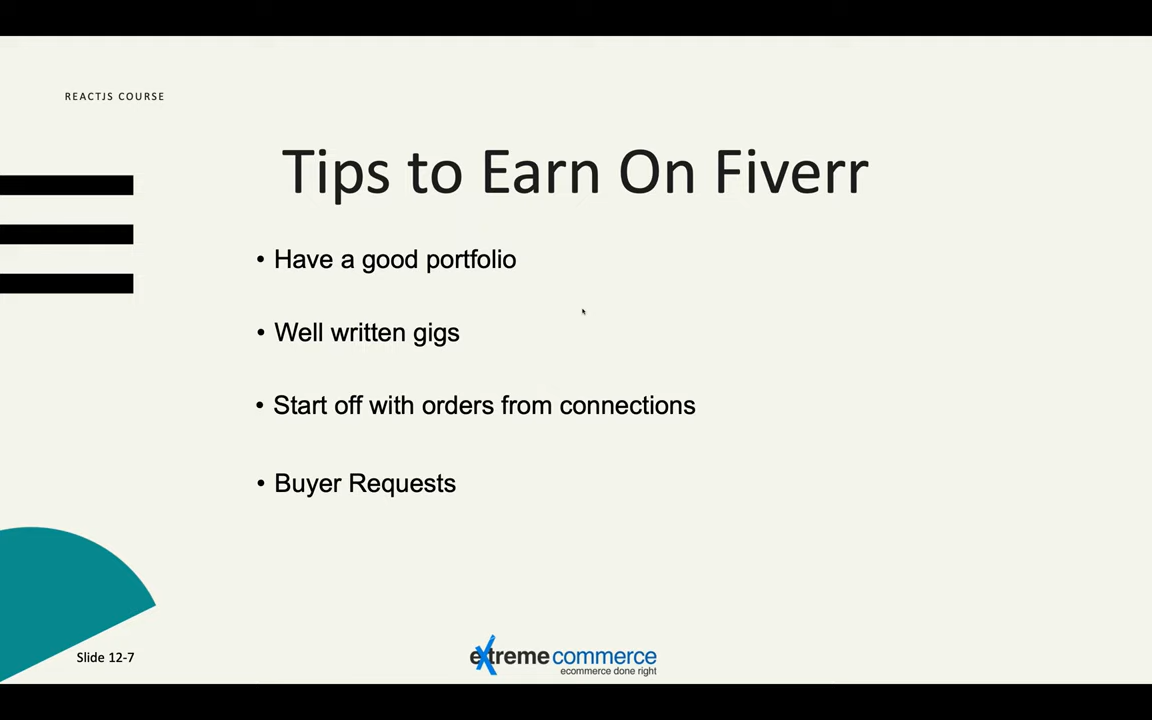 REACTJS COURSE
Tips to Earn On Fiverr
• Have a good portfolio
• Well written gigs
• Start off with orders from connections
• Buyer Requests
Slide 12-7
extreme commerce
ecommerce done right